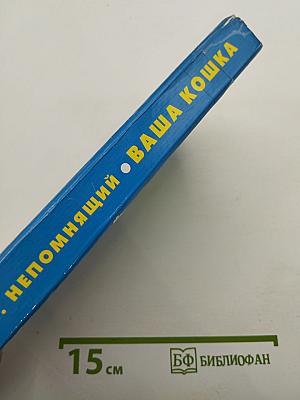 . НЕПОМНЯЩИЙ • ВАША КОШКА
15 см
БФ БИБЛИОФАН